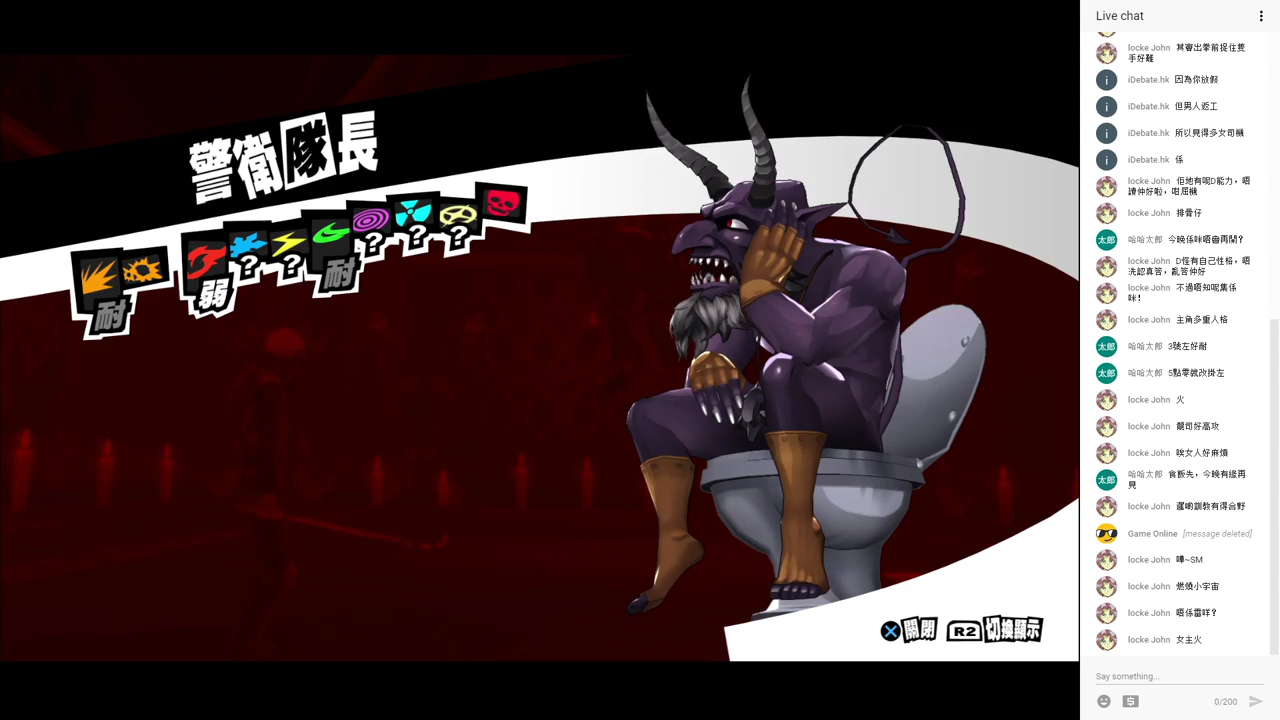 警衛隊長
耐
弱
?
?
耐
?
?
?
關閉
R2 切換顯示
Live chat
locke John 其實出拳前捉住隻
手好難
iDebate.hk 因為你放假
iDebate.hk 但男人返工
iDebate.hk 所以覺得多女司機
iDebate.hk 係
locke John 佢地有呢D能力，唔
讀仲好啦，咁屈機
locke John 排骨仔
哈哈太郎 今晚係咪唔會再開？
locke John D怪有自己性格，唔
洗認真答，亂答仲好
locke John 不過唔知呢集係
咪！
locke John 主角多重人格
哈哈太郎 3號左好耐
哈哈太郎 5點零就改掛左
locke John 火
locke John 靚司好高攻
locke John 唉女人好麻煩
哈哈太郎 食飯先，今晚有緣再
見
locke John 邏喲訓教有得合野
Game Online [message deleted]
locke John 嘩~SM
locke John 燃燒小宇宙
locke John 唔係雷咩？
locke John 女主火
Say something...
0/200